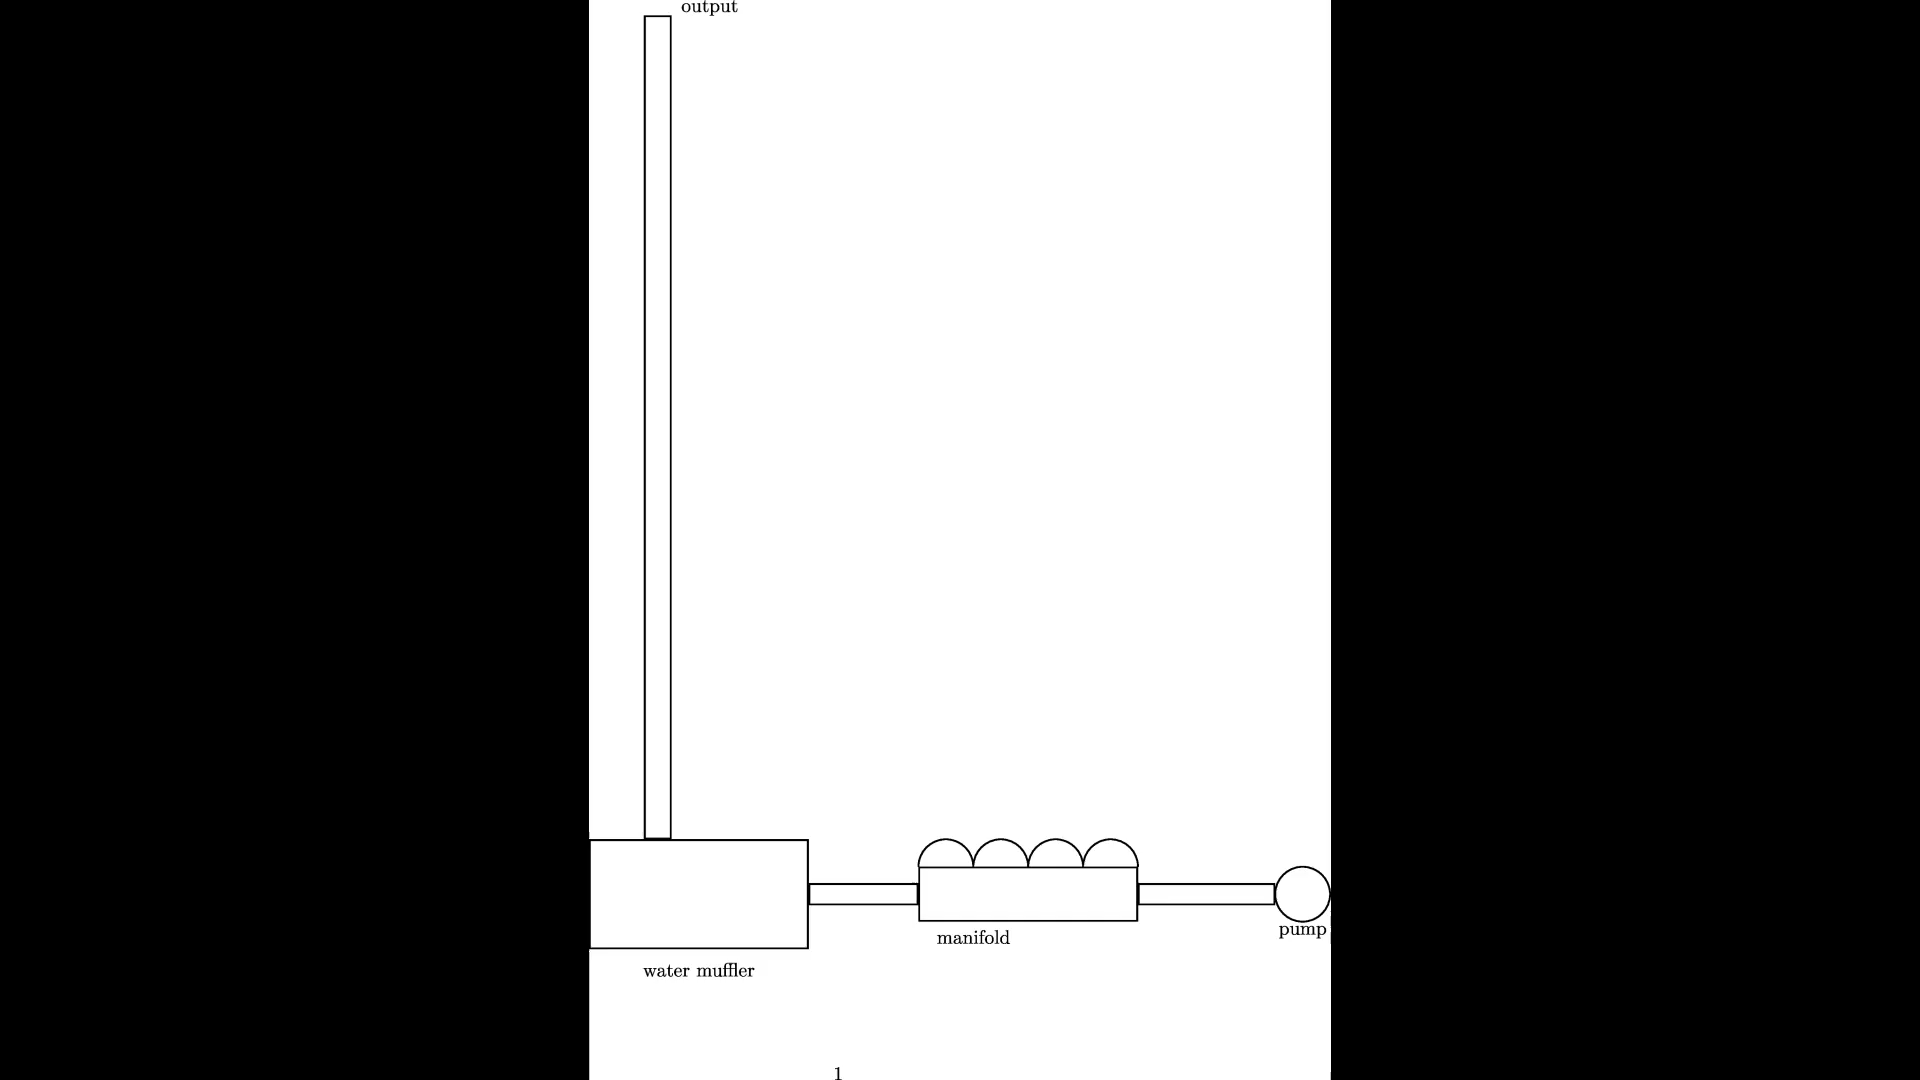 output
pump
manifold
water muffler
1